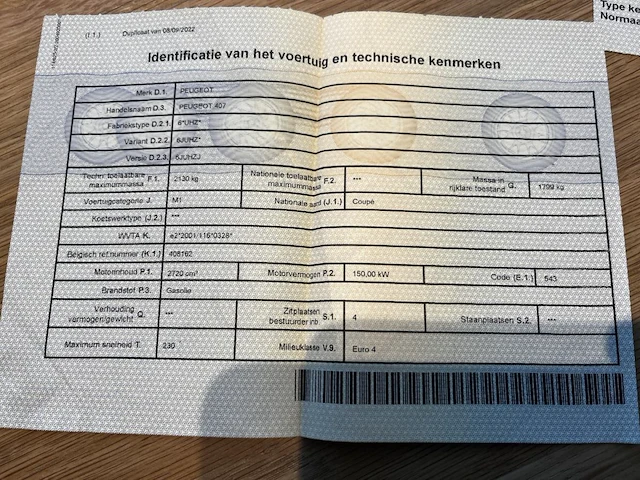 (I.1.) Duplicaat van 08/09/2022
Type ke
Normaa
Identificatie van het voertuig en technische kenmerken
Merk D.1. PEUGEOT
Handelsnaam D.3. PEUGEOT 407
Fabriekstype D.2.1. 6*UHZ*
Variant D.2.2. 6JUHZ*
Versie D.2.3. 6JUHZJ
Techn. toelaatbare maximummassa F.1. 2130 kg Nationale toelaatbare maximummassa F.2. *** Massa in rijklare toestand G. 1799 kg
Voertuigcategorie J. M1 Nationale aard (J.1.) Coupé
Koetswerktype (J.2.) ***
WVTA K. e2*2001/116*0328*
Belgisch ref.nummer (K.1.) 408162
Motorinhoud P.1. 2720 cm³ Motorvermogen P.2. 150,00 kW Code (E.1.) 543
Brandstof P.3. Gasolie
Verhouding vermogen/gewicht Q. *** Zitplaatsen bestuurder inb. S.1. 4 Staanplaatsen S.2. ***
Maximum snelheid T. 230 Milieuklasse V.9. Euro 4